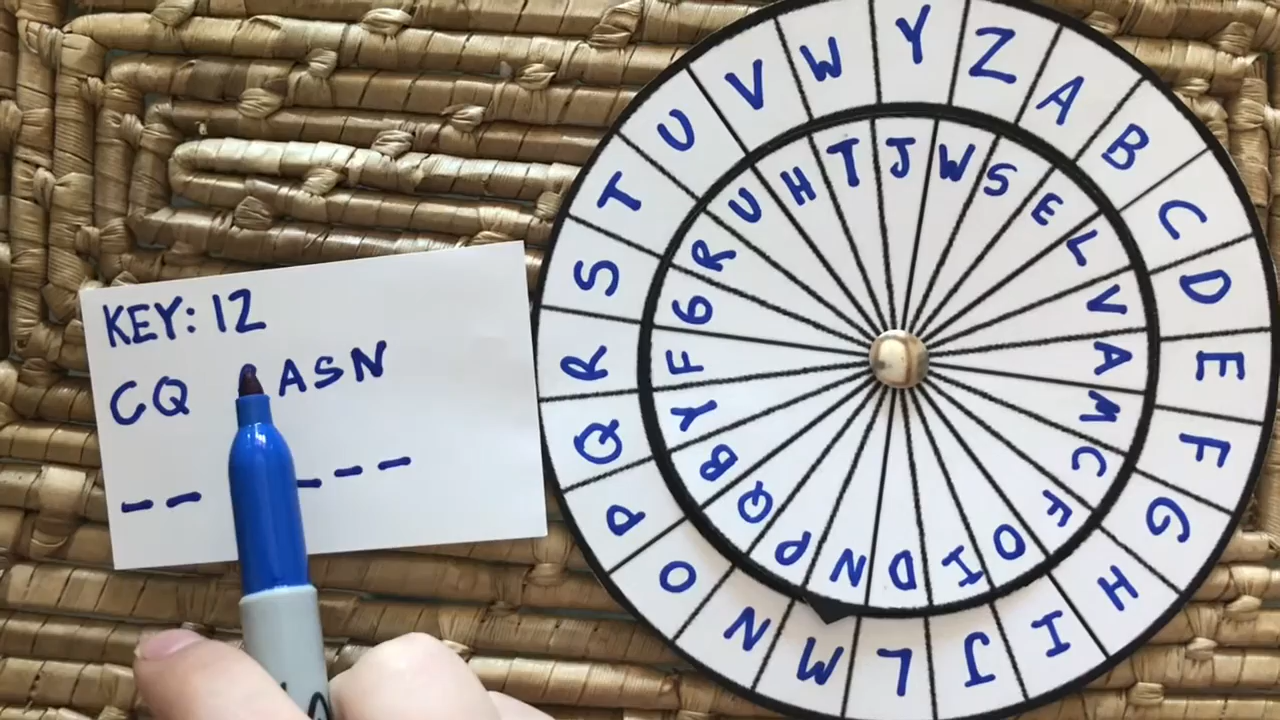 KEY: 12
CQ ASN
_ _ _ _ _
A B C D E F G H I J L M N O P Q R S T U V W Y Z
T J W S E L V A M C F O I D N P Q B Y F G R U H